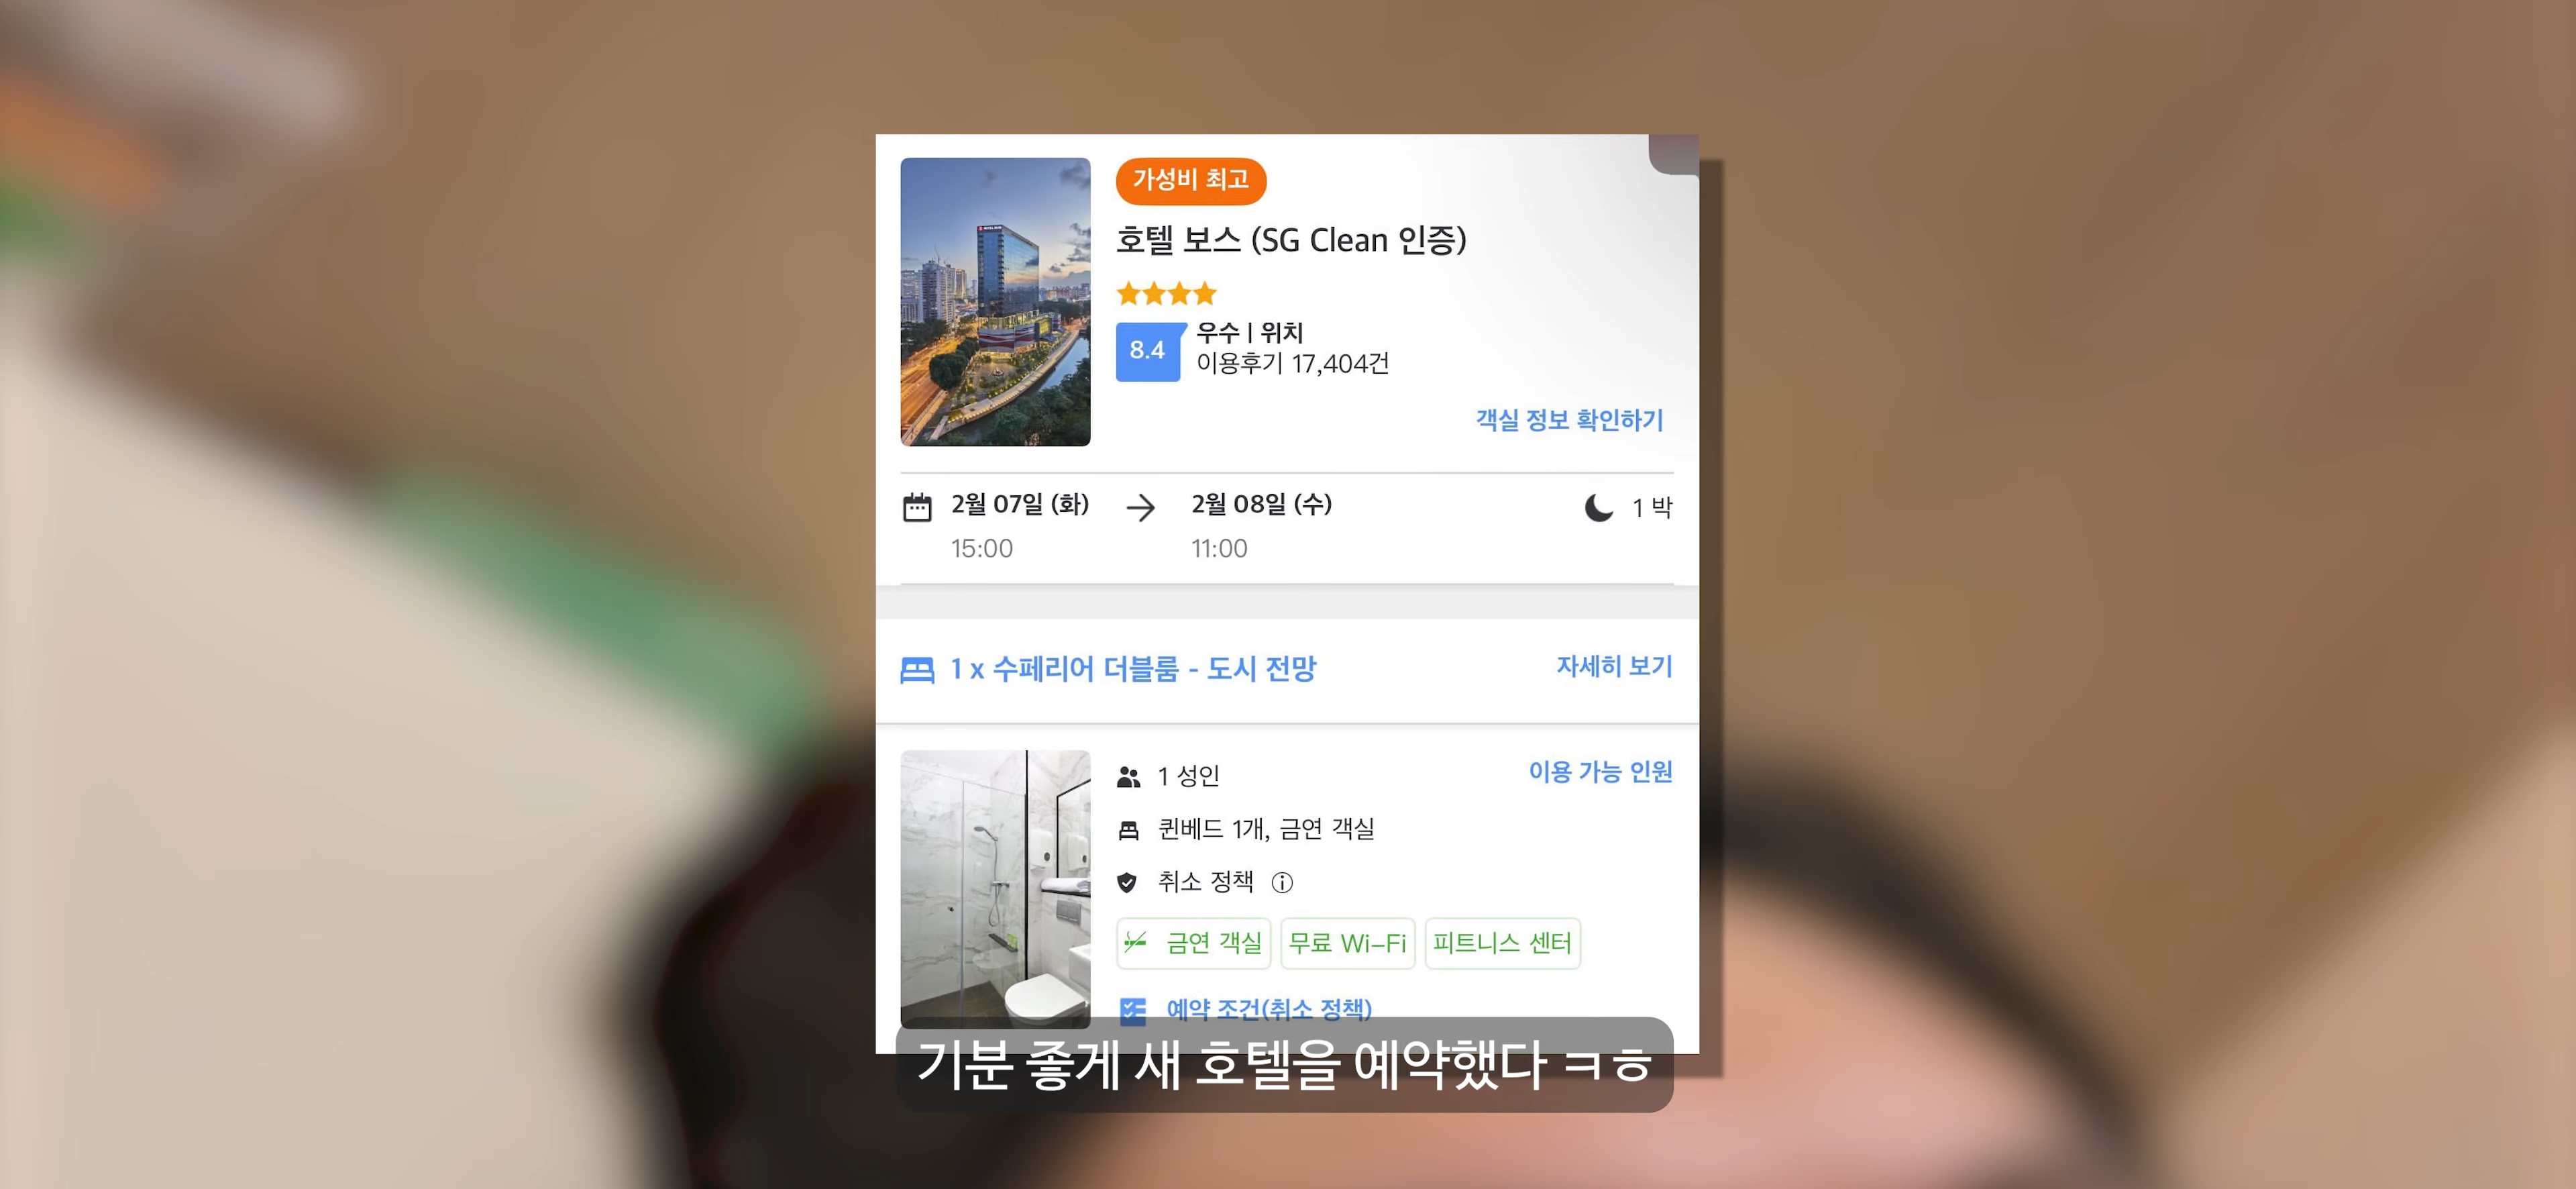 가성비 최고
호텔 보스 (SG Clean 인증)
8.4
우수 | 위치
이용후기 17,404건
객실 정보 확인하기
2월 07일 (화)
2월 08일 (수)
1 박
15:00
11:00
1 x 수페리어 더블룸 - 도시 전망
자세히 보기
1 성인
이용 가능 인원
퀸베드 1개, 금연 객실
취소 정책
금연 객실
무료 Wi-Fi
피트니스 센터
예약 조건(취소 정책)
기분 좋게 새 호텔을 예약했다 ㅋㅎ